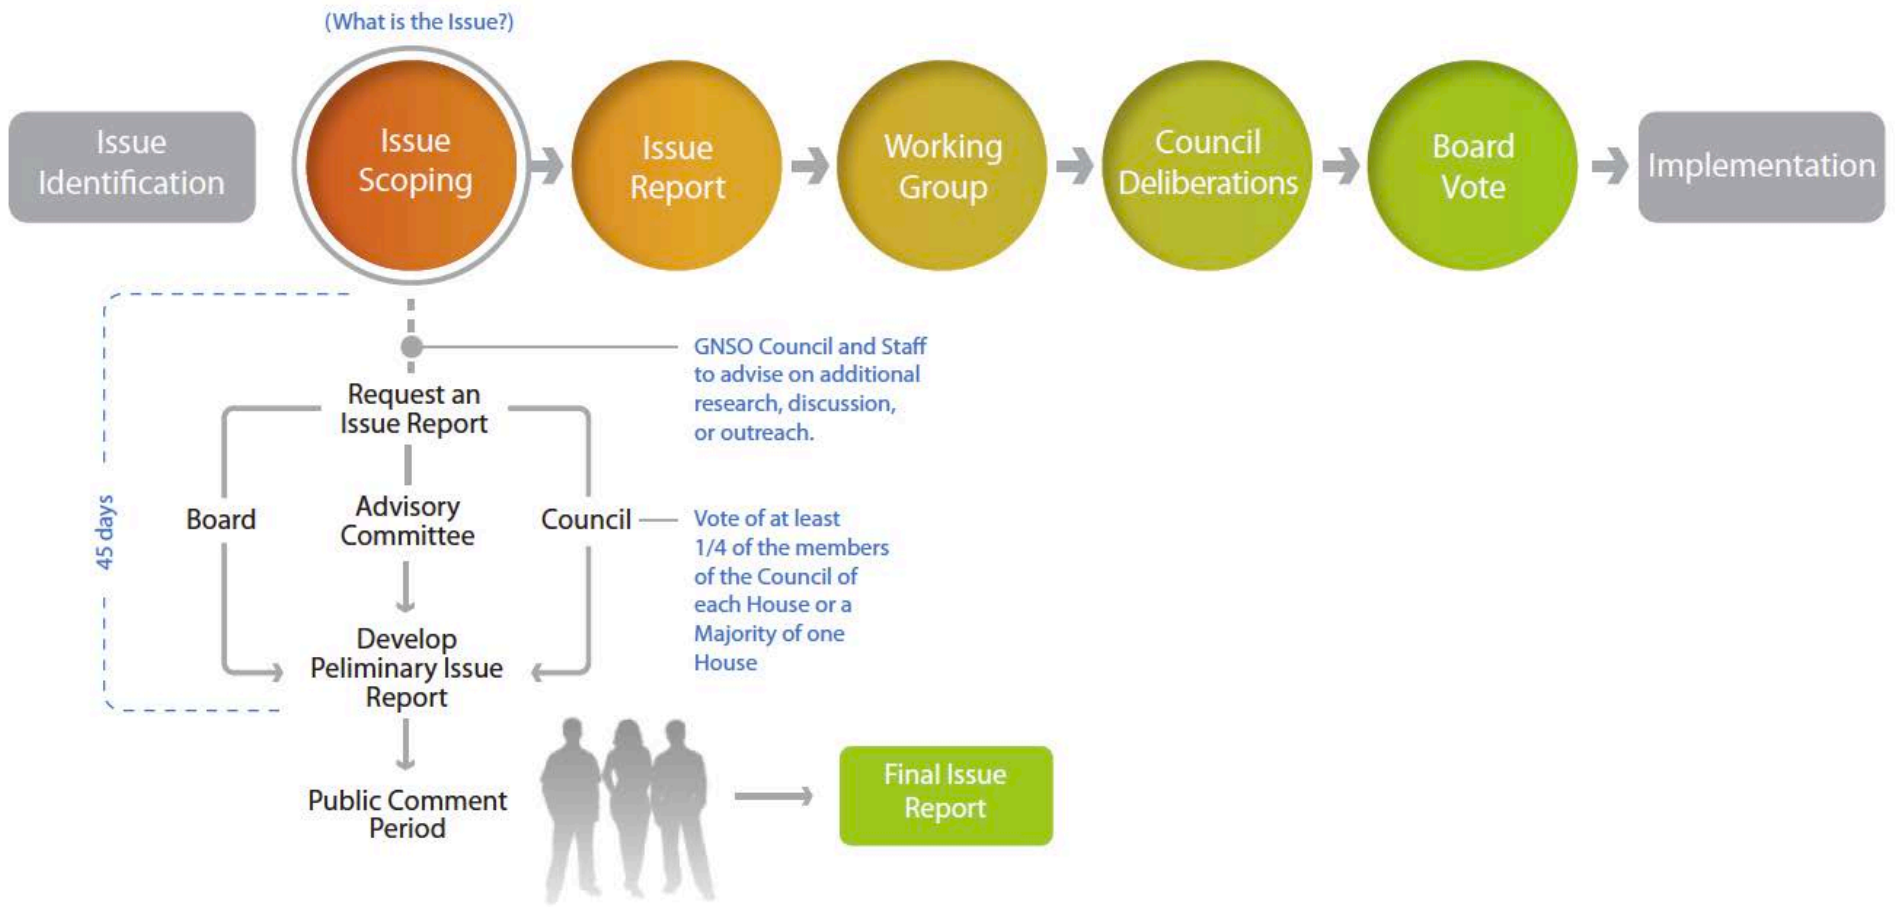 (What is the Issue?)
Issue
Identification
Issue
Scoping
Issue
Report
Working
Group
Council
Deliberations
Board
Vote
Implementation
GNSO Council and Staff
to advise on additional
research, discussion,
or outreach.
Request an
Issue Report
45 days
Board
Advisory
Committee
Council
Vote of at least
1/4 of the members
of the Council of
each House or a
Majority of one
House
Develop
Peliminary Issue
Report
Public Comment
Period
Final Issue
Report